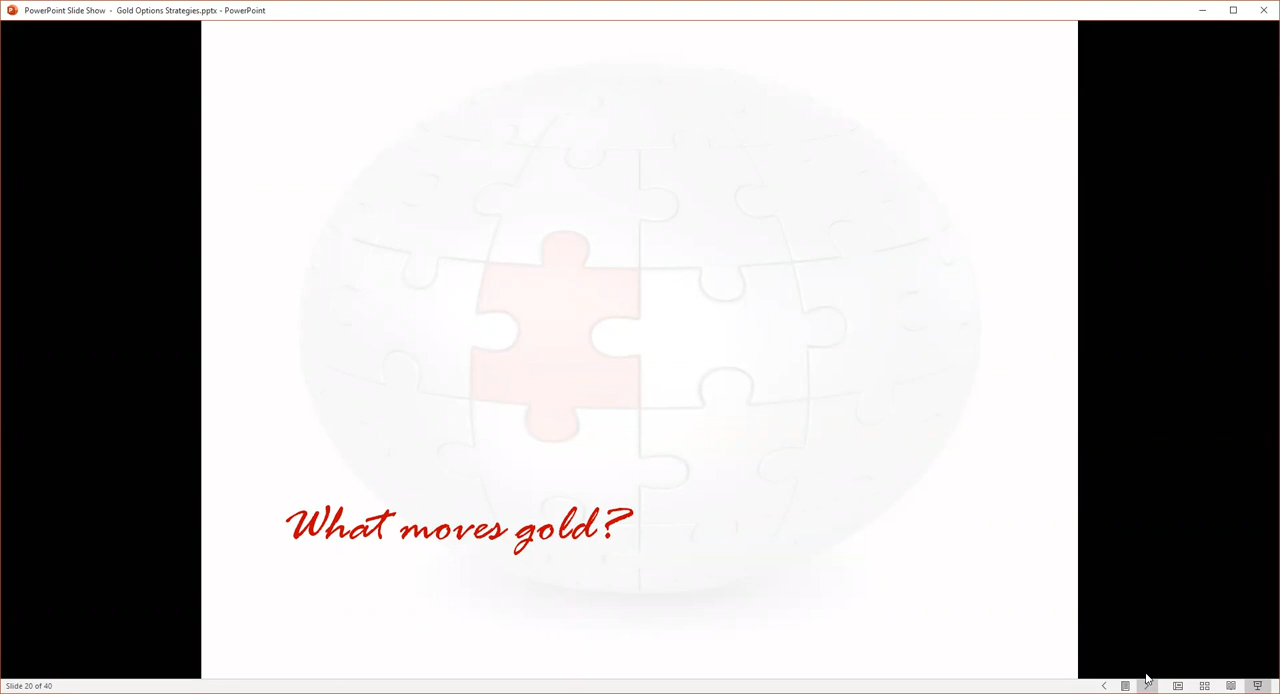 PowerPoint Slide Show - Gold Options Strategies.pptx - PowerPoint
What moves gold?
Slide 20 of 40